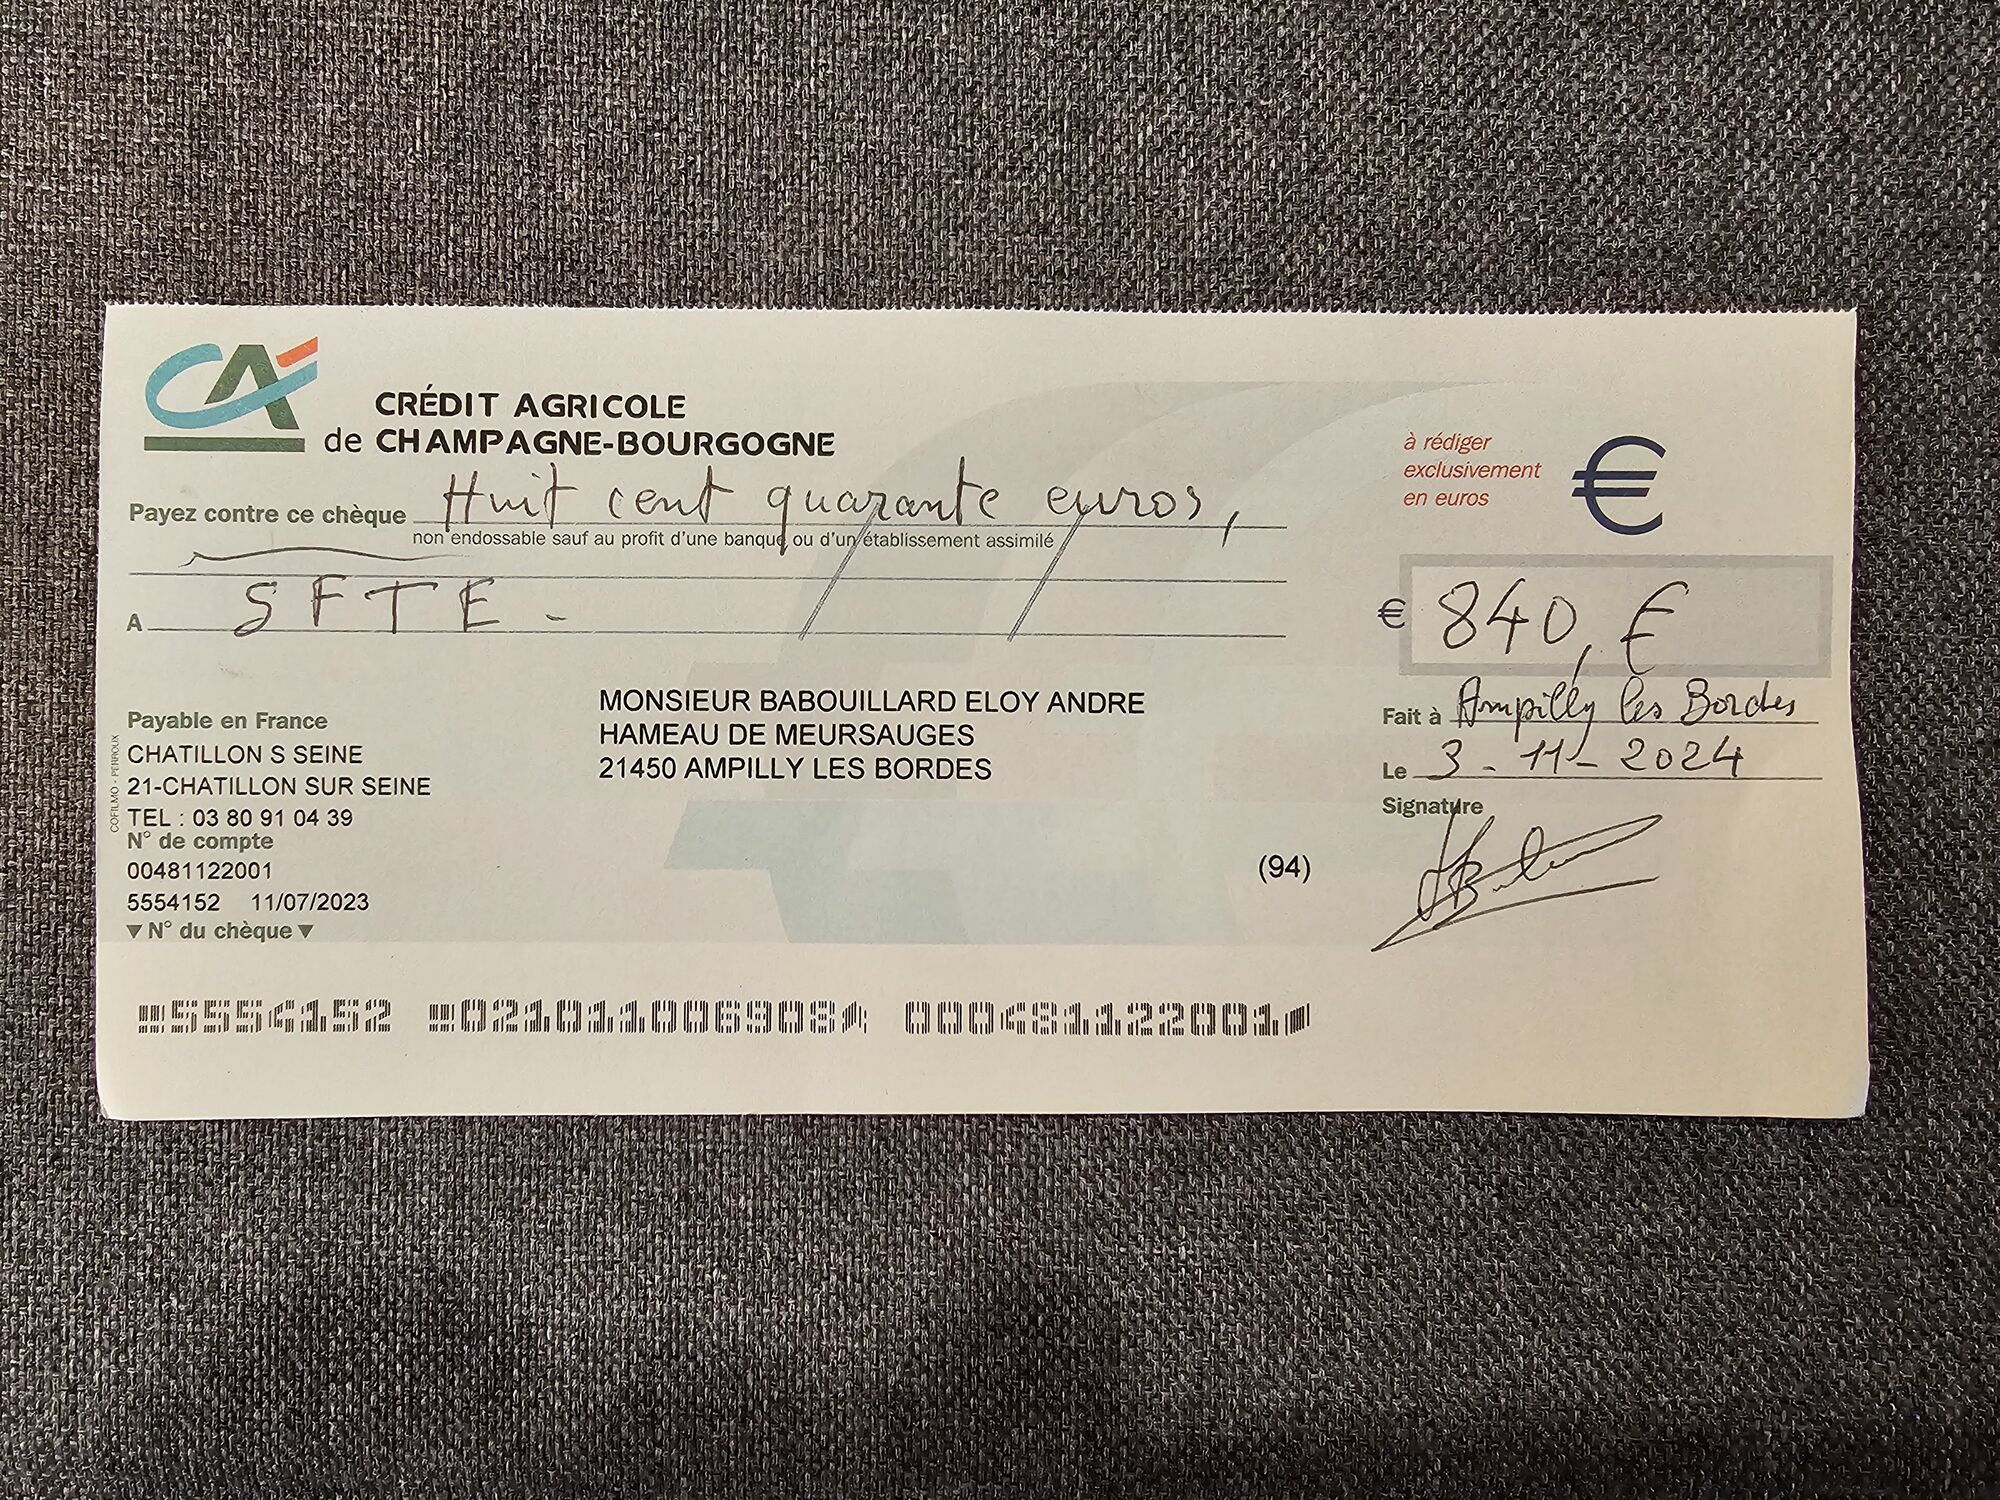 CA
CRÉDIT AGRICOLE
de CHAMPAGNE-BOURGOGNE
à rédiger
exclusivement
en euros
€
Payez contre ce chèque Huit cent quarante euros,
non endossable sauf au profit d'une banque ou d'un établissement assimilé
A SFTE -
€ 840, €
MONSIEUR BABOUILLARD ELOY ANDRE
HAMEAU DE MEURSAUGES
21450 AMPILLY LES BORDES
Fait à Ampilly les Bordes
Le 3-11-2024
Signature
Payable en France
CHATILLON S SEINE
21-CHATILLON SUR SEINE
TEL : 03 80 91 04 39
N° de compte
00481122001
5554152 11/07/2023
▼ N° du chèque ▼
(94)
COFILMO - PERROUX
5554152 021011006908 000481122001